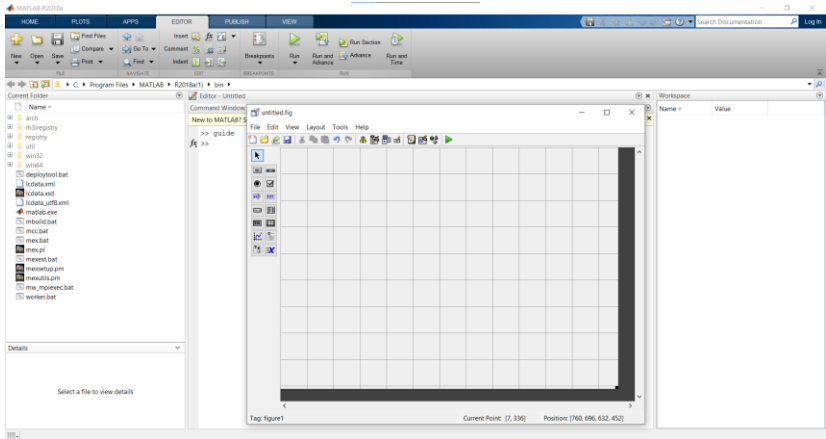 MATLAB R2018a
HOME PLOTS APPS EDITOR PUBLISH VIEW
Search Documentation Log In
New Open Save
Find Files
Compare
Print
Go To
Find
Insert
Comment
Indent
Breakpoints
Run
Run and Advance
Run Section
Advance
Run and Time
FILE NAVIGATE EDIT BREAKPOINTS RUN
C: Program Files MATLAB R2018a(1) bin
Current Folder
Name
arch
m3iregistry
registry
util
win32
win64
deploytool.bat
lcdata.xml
lcdata.xsd
lcdata_utf8.xml
matlab.exe
mbuild.bat
mcc.bat
mex.bat
mex.pl
mexext.bat
mexsetup.pm
mexutils.pm
mw_mpiexec.bat
worker.bat
Details
Select a file to view details
Editor - Untitled
Command Window
New to MATLAB? S
>> guide
fx >>
untitled.fig
File Edit View Layout Tools Help
Tag: figure1 Current Point: [7, 336] Position: [760, 696, 632, 452]
Workspace
Name Value